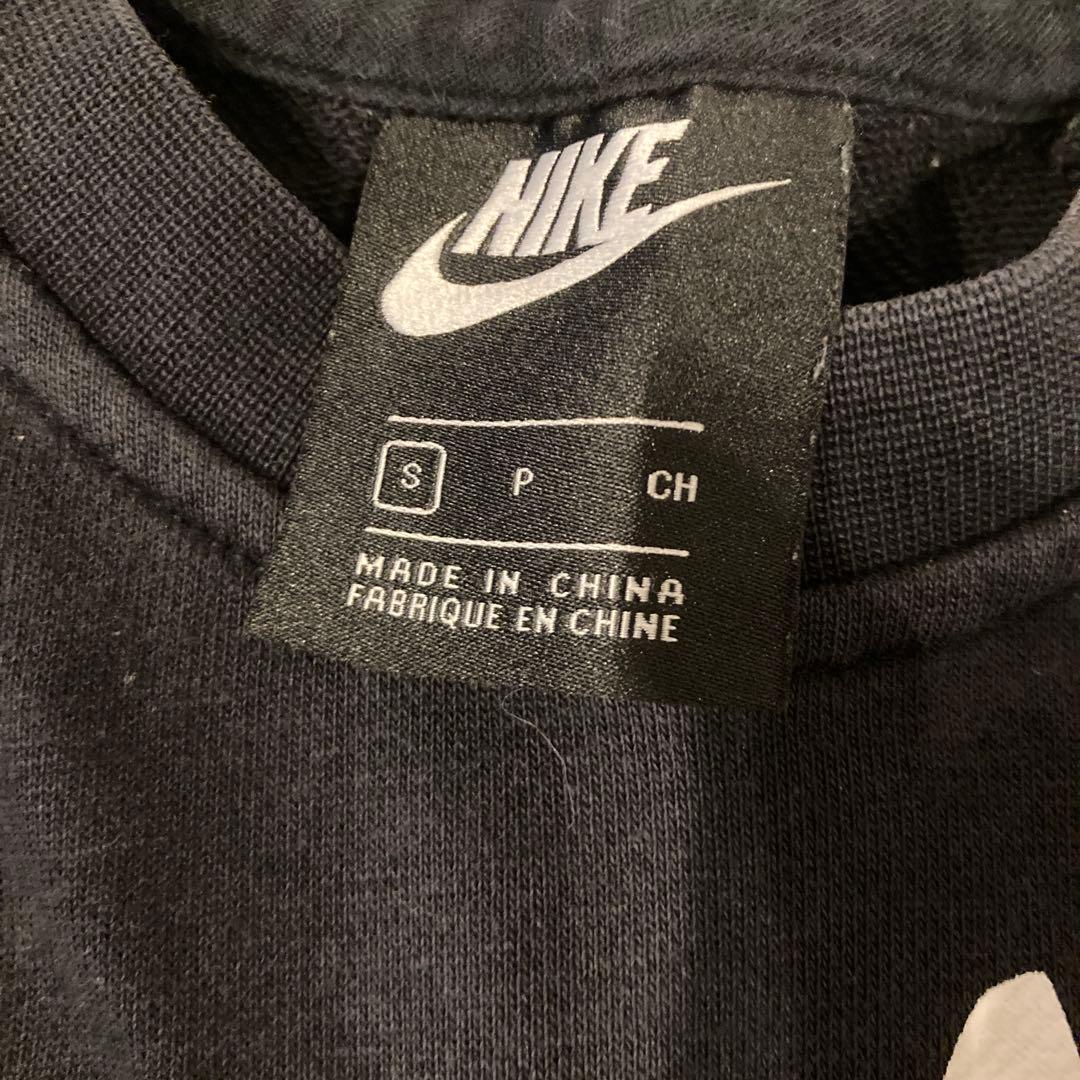 NIKE
S P CH
MADE IN CHINA
FABRIQUE EN CHINE